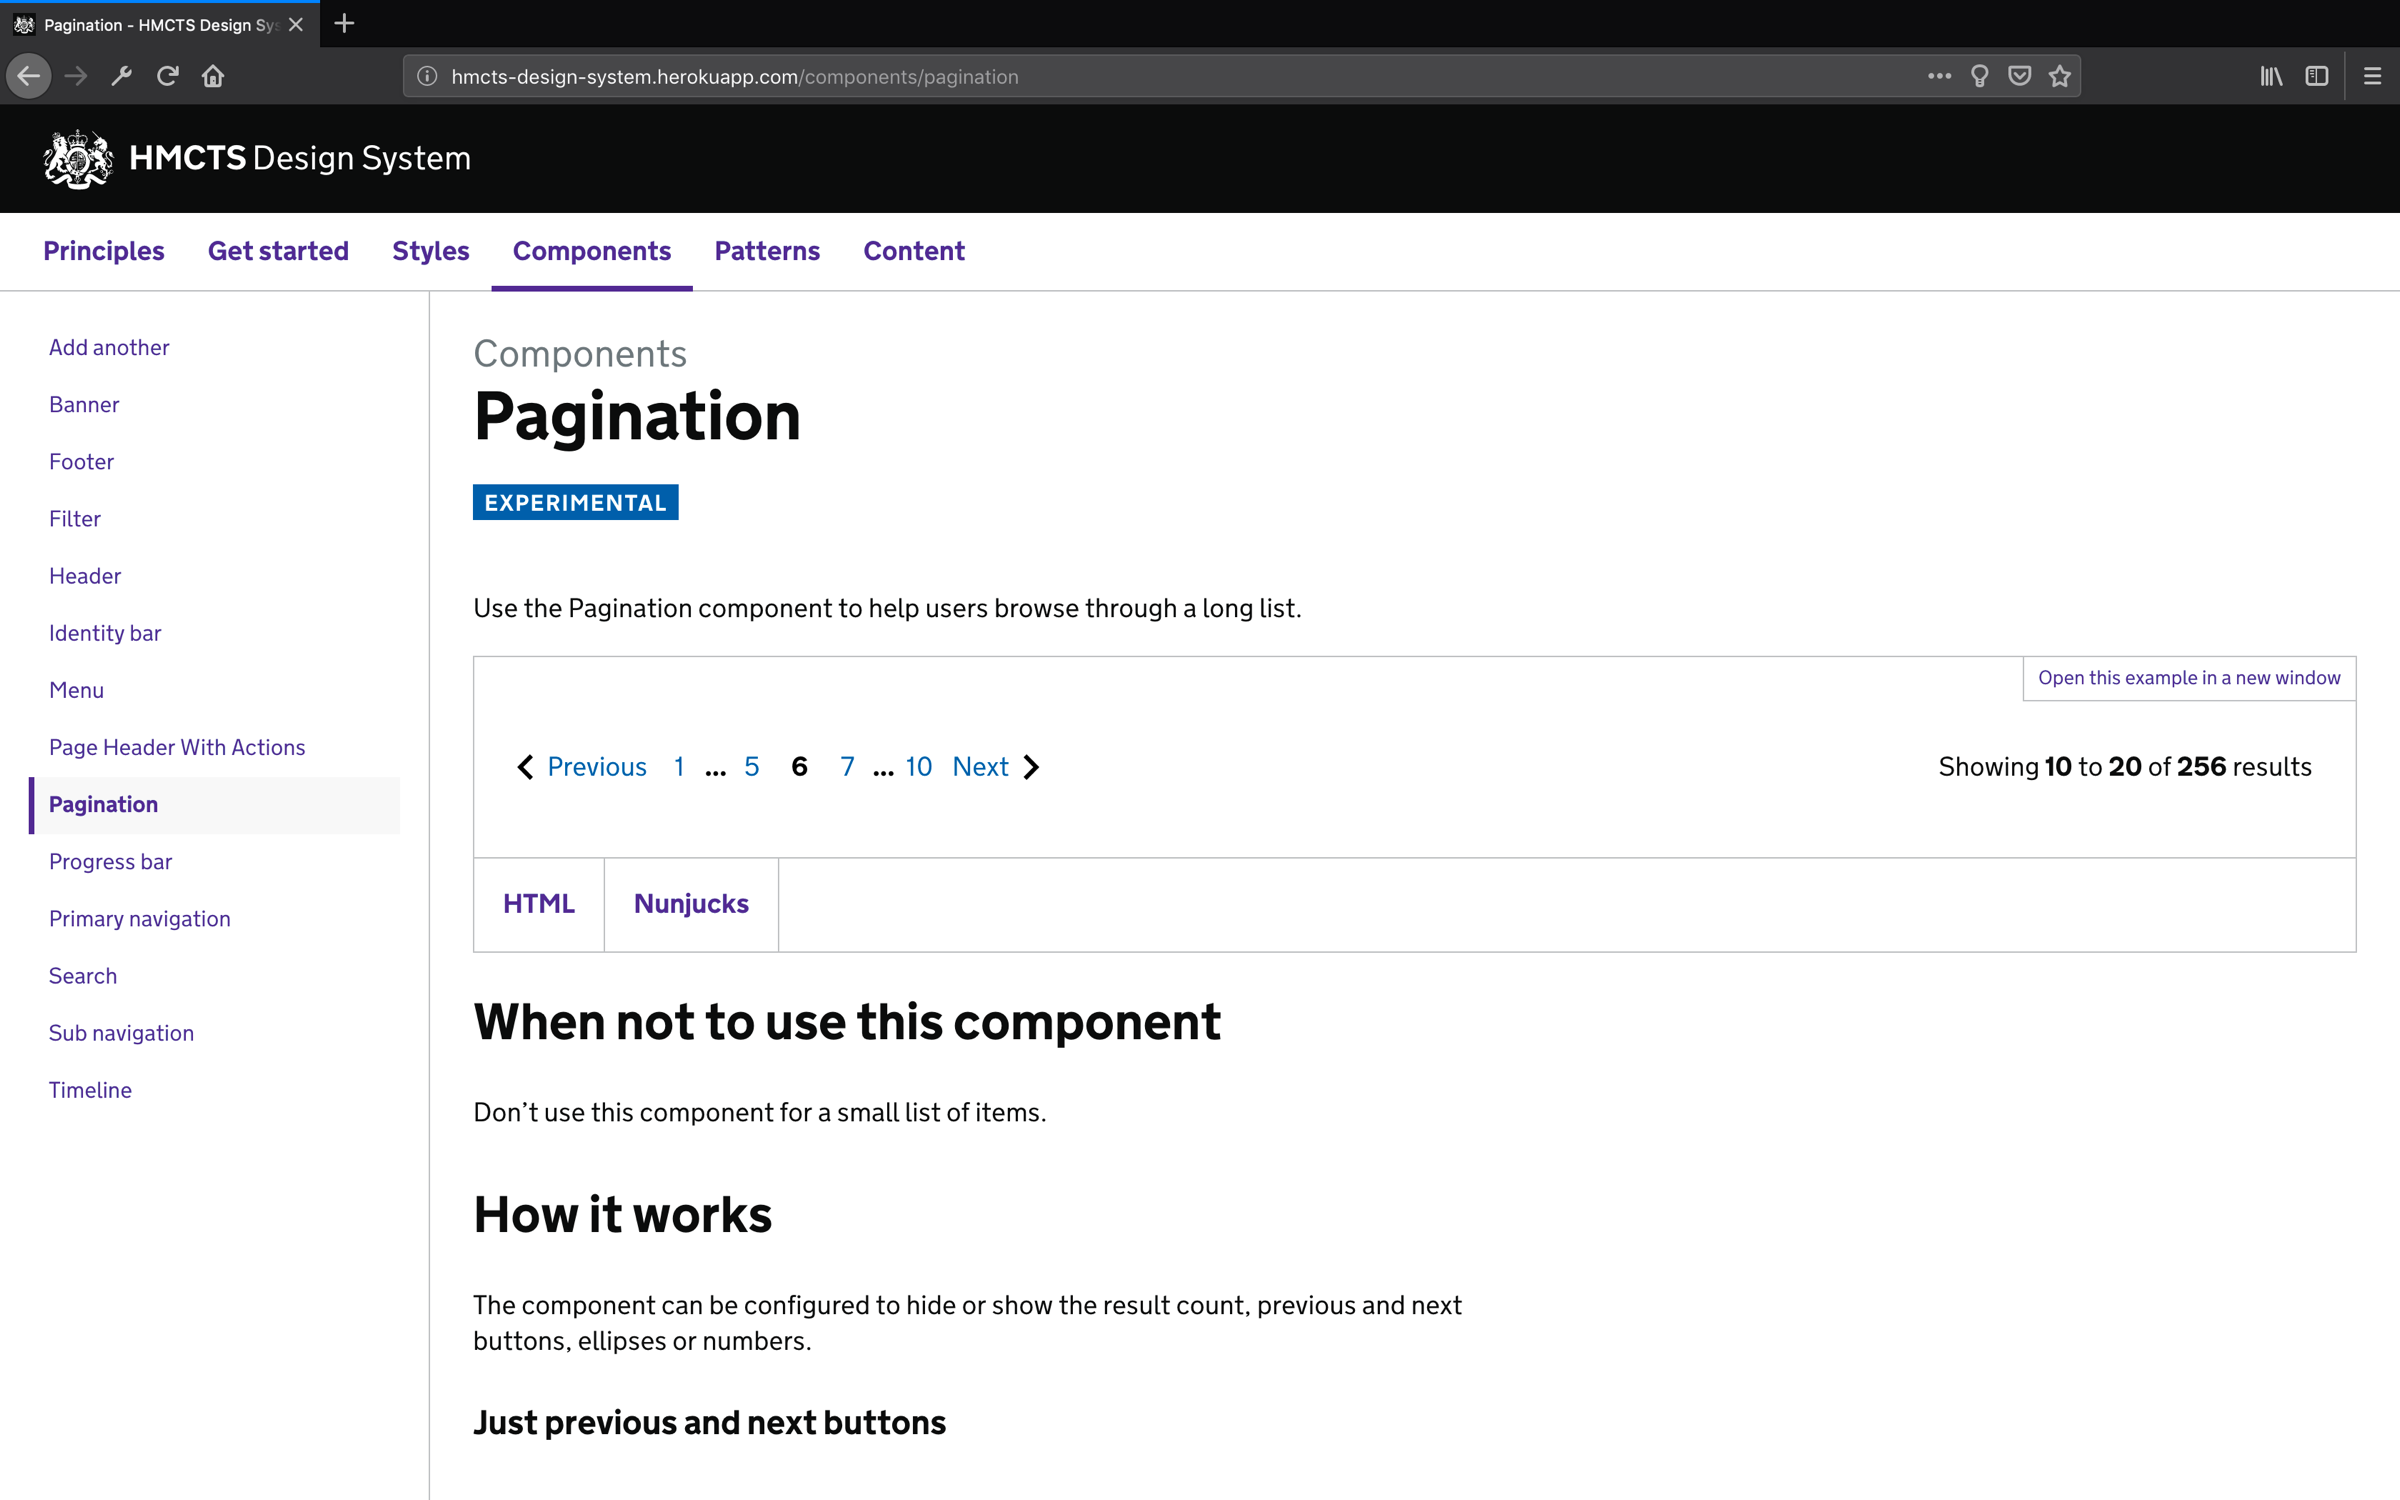 Pagination - HMCTS Design Sys
hmcts-design-system.herokuapp.com/components/pagination
HMCTS Design System
Principles Get started Styles Components Patterns Content
Add another
Banner
Footer
Filter
Header
Identity bar
Menu
Page Header With Actions
Pagination
Progress bar
Primary navigation
Search
Sub navigation
Timeline
Components
Pagination
EXPERIMENTAL
Use the Pagination component to help users browse through a long list.
Open this example in a new window
Previous 1 ... 5 6 7 ... 10 Next
Showing 10 to 20 of 256 results
HTML Nunjucks
When not to use this component
Don’t use this component for a small list of items.
How it works
The component can be configured to hide or show the result count, previous and next
buttons, ellipses or numbers.
Just previous and next buttons